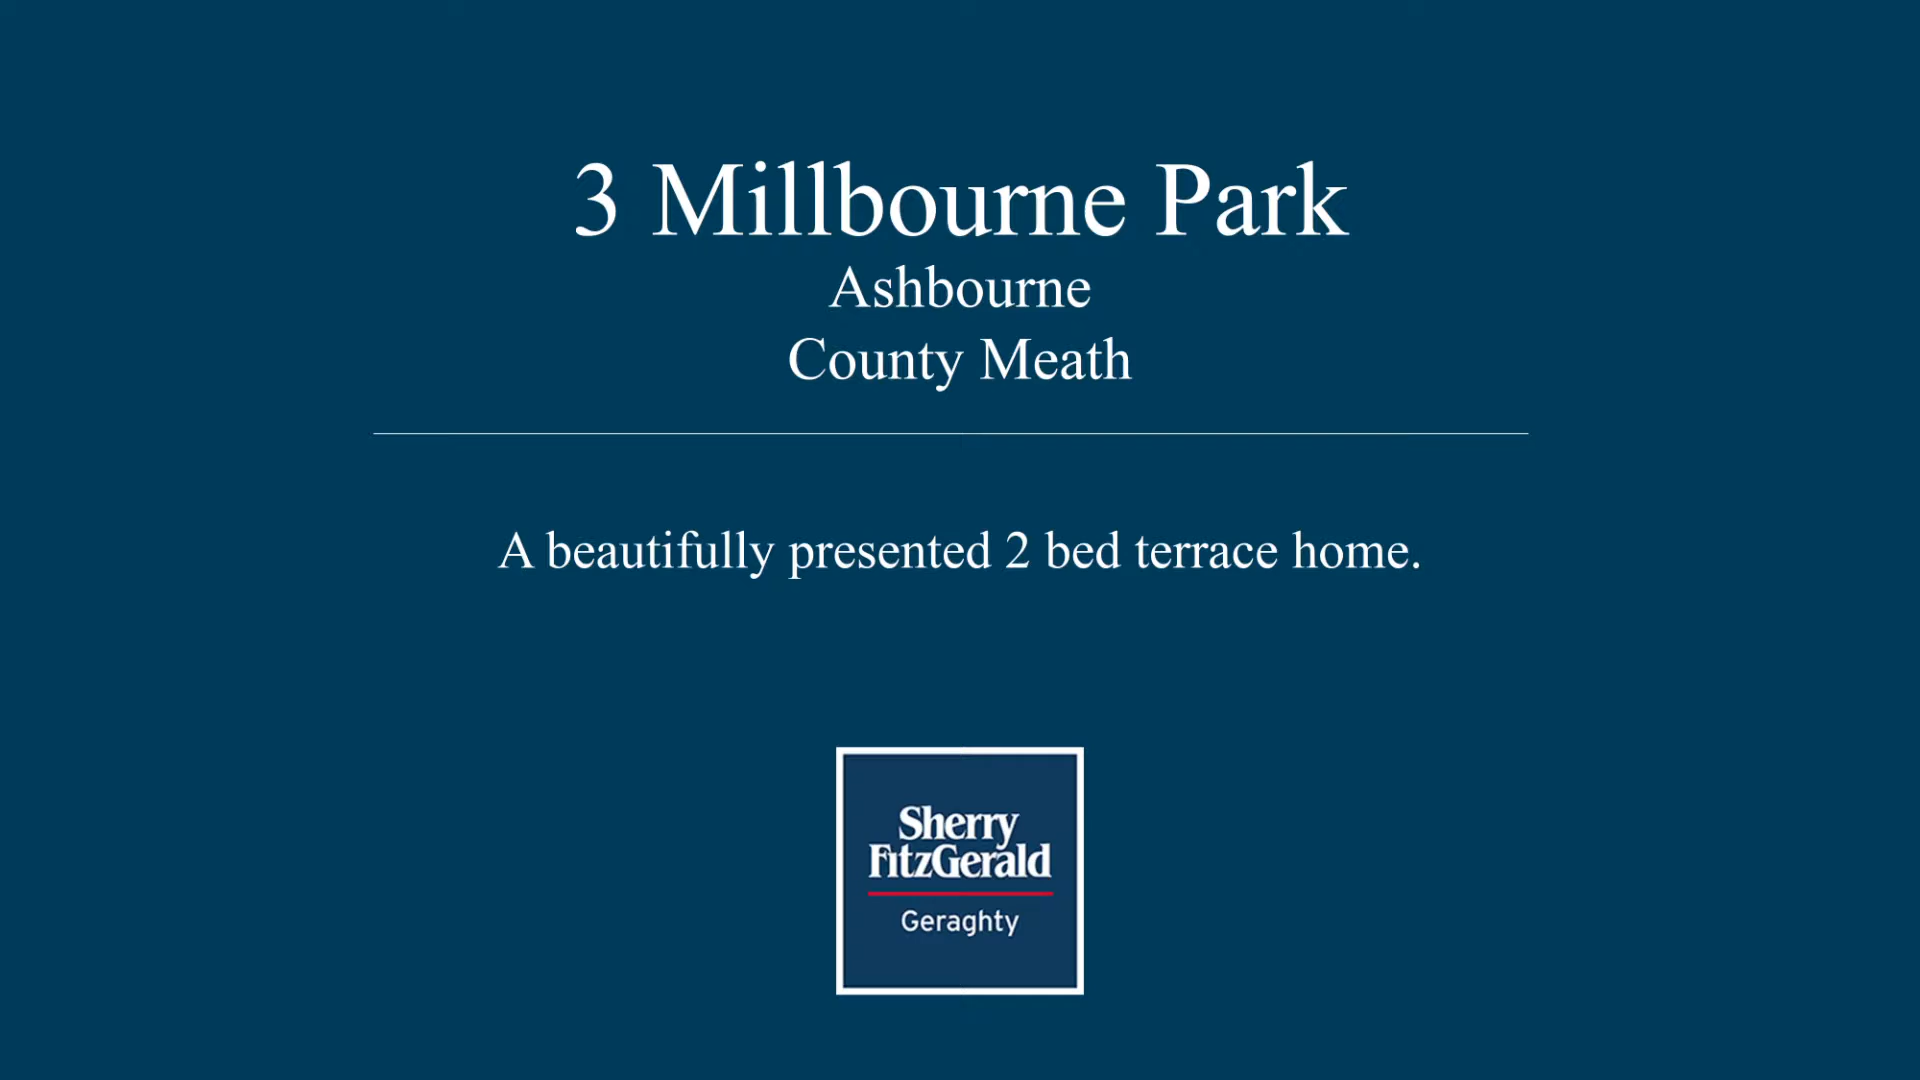 3 Millbourne Park
Ashbourne
County Meath
A beautifully presented 2 bed terrace home.
Sherry
FitzGerald
Geraghty